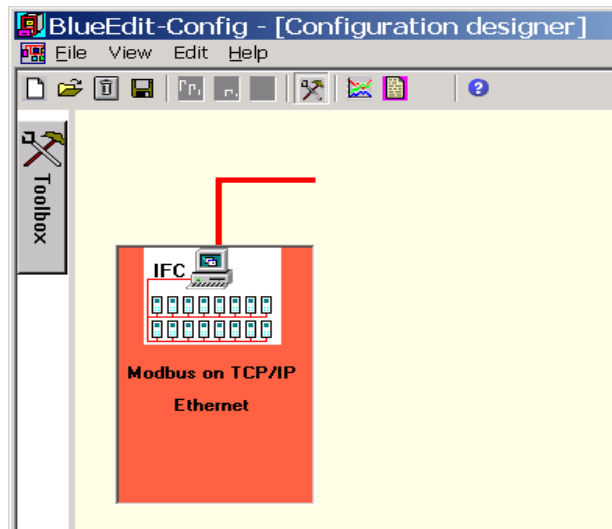 BlueEdit-Config - [Configuration designer]
File View Edit Help
Toolbox
IFC
Modbus on TCP/IP
Ethernet